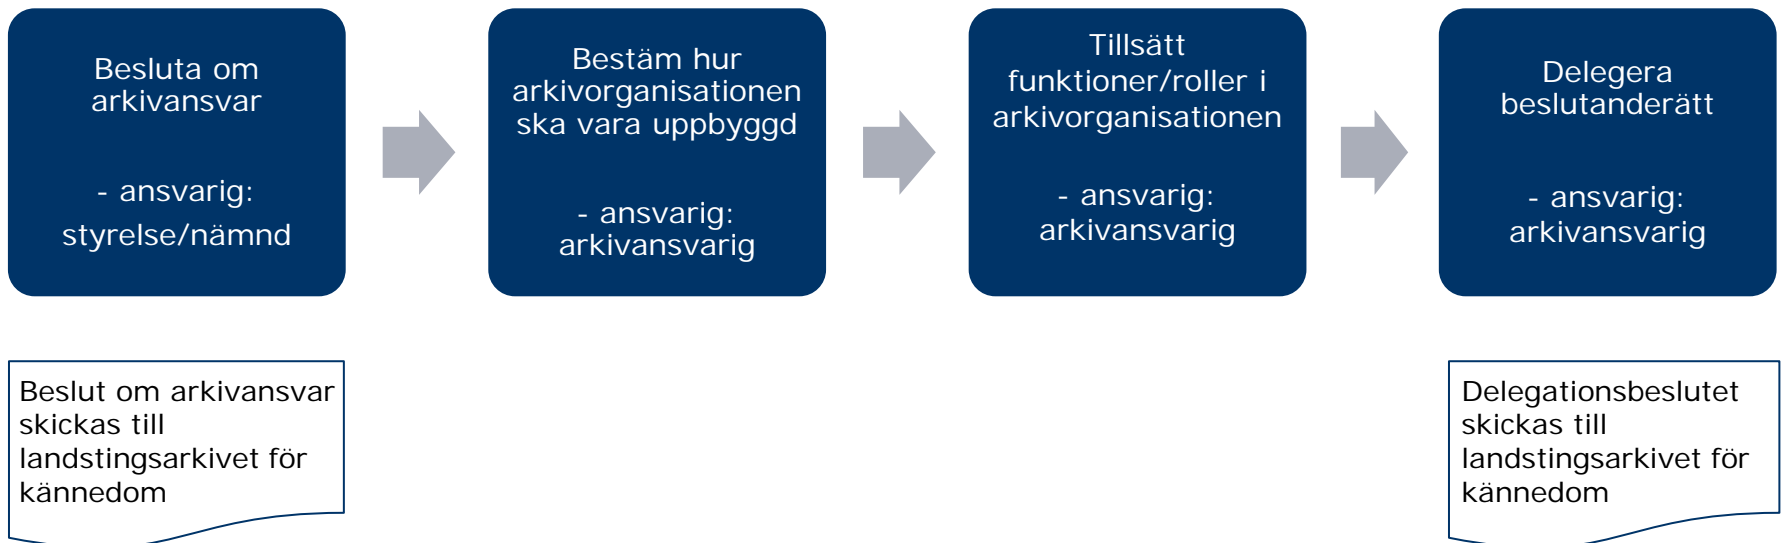 Besluta om
arkivansvar
- ansvarig:
styrelse/nämnd
Bestäm hur
arkivorganisationen
ska vara uppbyggd
- ansvarig:
arkivansvarig
Tillsätt
funktioner/roller i
arkivorganisationen
- ansvarig:
arkivansvarig
Delegera
beslutanderätt
- ansvarig:
arkivansvarig
Beslut om arkivansvar
skickas till
landstingsarkivet för
kännedom
Delegationsbeslutet
skickas till
landstingsarkivet för
kännedom